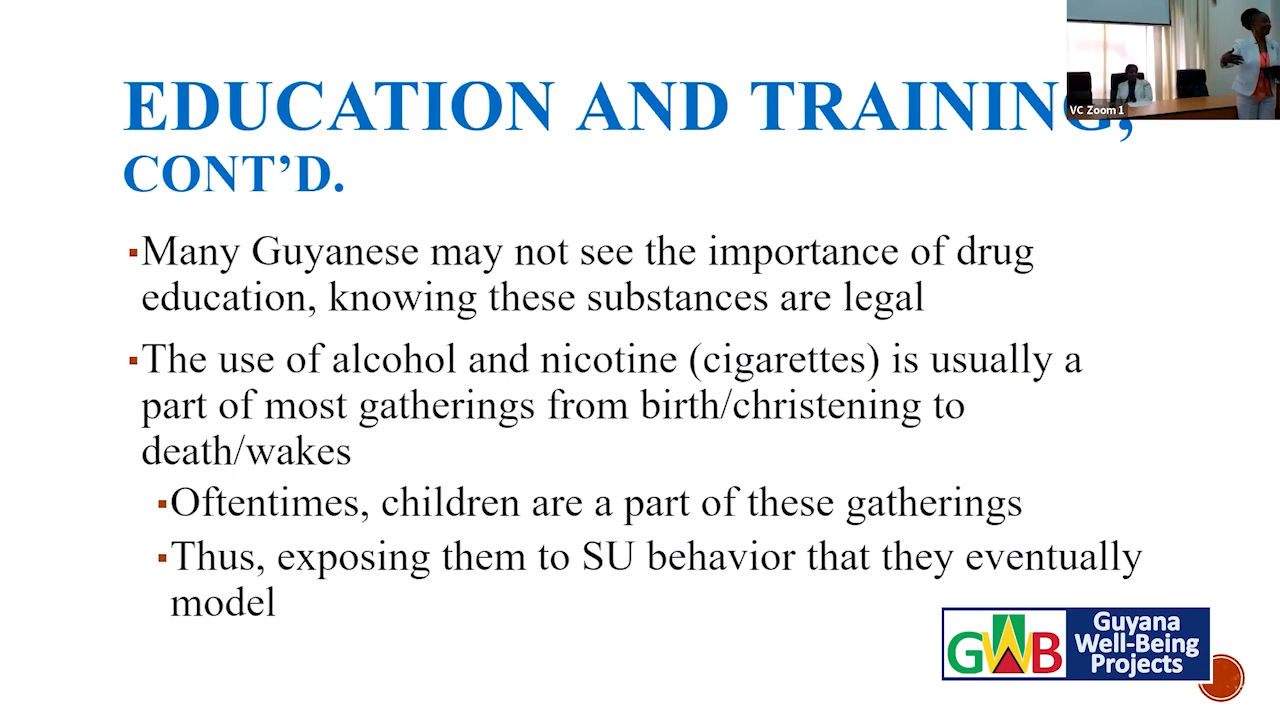 EDUCATION AND TRAINING,
CONT’D.
VC Zoom 1
▪Many Guyanese may not see the importance of drug
education, knowing these substances are legal
▪The use of alcohol and nicotine (cigarettes) is usually a
part of most gatherings from birth/christening to
death/wakes
▪Oftentimes, children are a part of these gatherings
▪Thus, exposing them to SU behavior that they eventually
model
GWB
Guyana
Well-Being
Projects